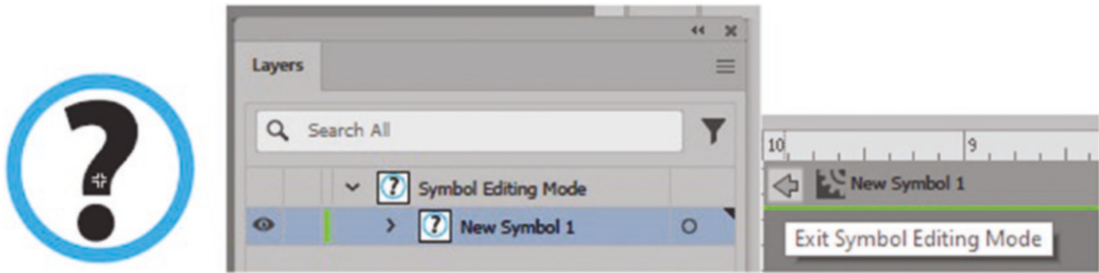 ?
Layers
Search All
? Symbol Editing Mode
? New Symbol 1
10 9
New Symbol 1
Exit Symbol Editing Mode